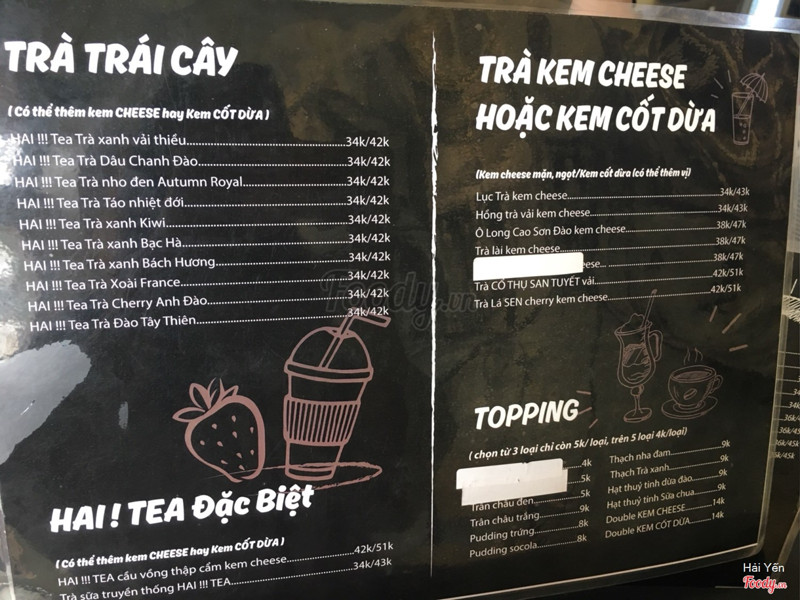 TRÀ TRÁI CÂY
( Có thể thêm kem CHEESE hay Kem CỐT DỪA )
HAI !!! Tea Trà xanh vải thiều.......34k/42k
HAI !!! Tea Trà Dâu Chanh Đào.......34k/42k
HAI !!! Tea Trà nho đen Autumn Royal.......34k/42k
HAI !!! Tea Trà Táo nhiệt đới.......34k/42k
HAI !!! Tea Trà xanh Kiwi.......34k/42k
HAI !!! Tea Trà xanh Bạc Hà.......34k/42k
HAI !!! Tea Trà xanh Bách Hương.......34k/42k
HAI !!! Tea Trà Xoài France.......34k/42k
HAI !!! Tea Trà Cherry Anh Đào.......34k/42k
HAI !!! Tea Trà Đào Tây Thiên.......34k/42k
HAI ! TEA Đặc Biệt
( Có thể thêm kem CHEESE hay Kem CỐT DỪA )
HAI !!! TEA cầu vồng thập cẩm kem cheese.......42k/51k
Trà sữa truyền thống HAI !!! TEA.......34k/43k
TRÀ KEM CHEESE
HOẶC KEM CỐT DỪA
(Kem cheese mặn, ngọt/Kem cốt dừa (có thể thêm vị)
Lục Trà kem cheese.......34k/43k
Hồng trà vải kem cheese.......34k/43k
Ô Long Cao Sơn Đào kem cheese.......38k/47k
Trà lài kem cheese.......38k/47k
eese.......38k/47k
Trà CỔ THỤ SAN TUYẾT vải.......42k/51k
Trà Lá SEN cherry kem cheese.......42k/51k
TOPPING
( chọn từ 3 loại chỉ còn 5k/ loại, trên 5 loại 4k/loại)
.......4k
.......5k
Trân châu đen.......5k
Trân châu trắng.......9k
Pudding trứng.......8k
Pudding socola.......8k
Thạch nha đam.......9k
Thạch Trà xanh.......9k
Hạt thuỷ tinh dừa đào.......9k
Hạt thuỷ tinh Sữa chua.......9k
Double KEM CHEESE.......14k
Double KEM CỐT DỪA.......14k
Foody.vn
Hải Yến
Foody.vn